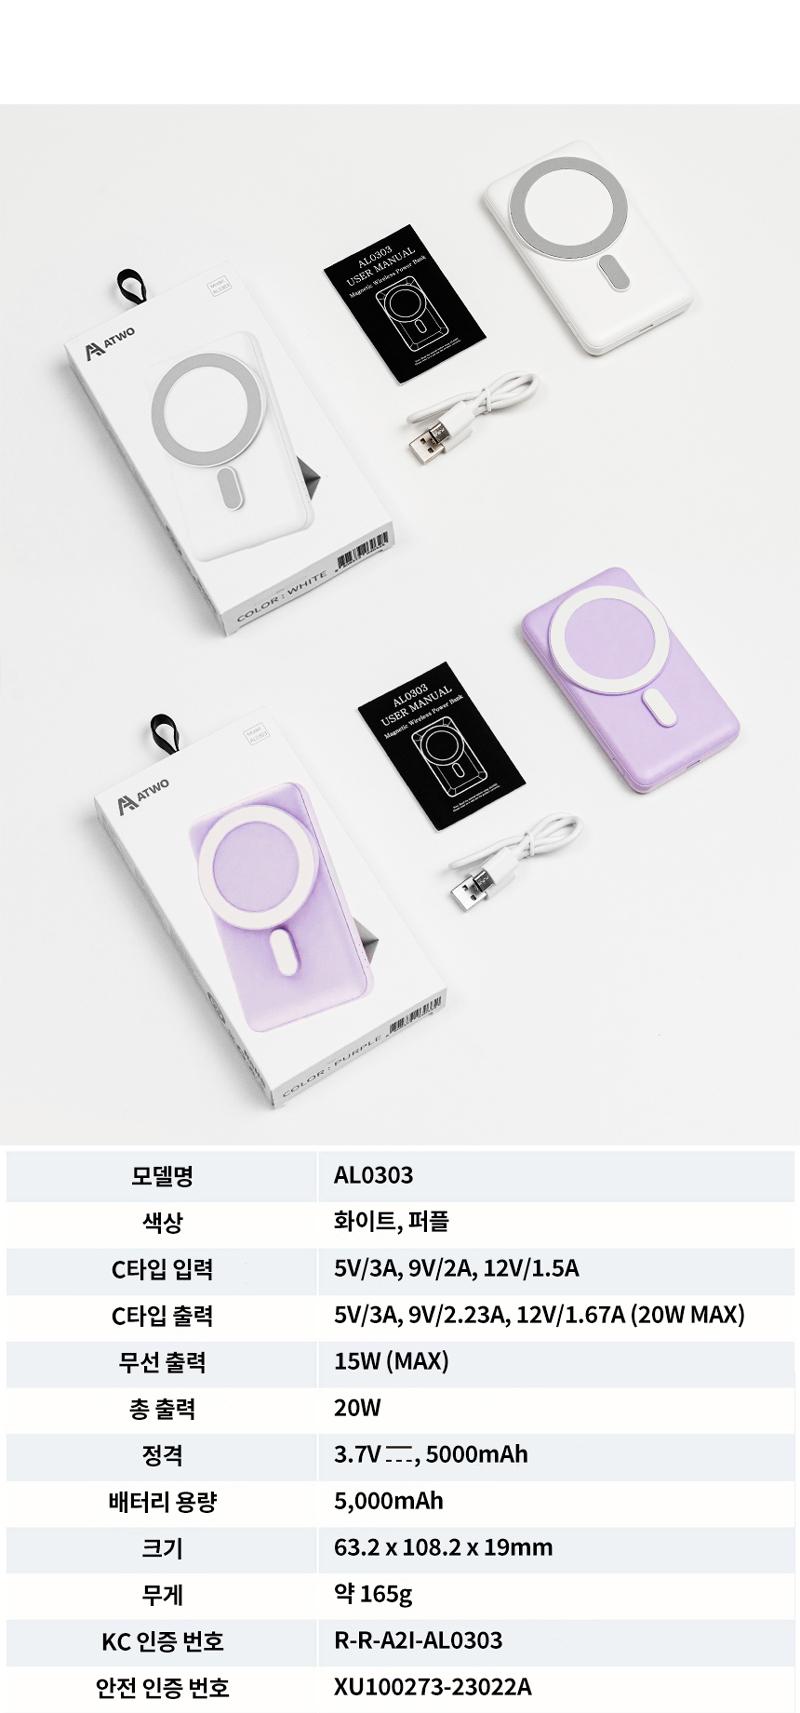 Model :
AL0303
ATWO
AL0303
USER MANUAL
Magnetic Wireless Power Bank
COLOR : WHITE
Model :
AL0303
ATWO
AL0303
USER MANUAL
Magnetic Wireless Power Bank
COLOR : PURPLE
모델명 AL0303
색상 화이트, 퍼플
C타입 입력 5V/3A, 9V/2A, 12V/1.5A
C타입 출력 5V/3A, 9V/2.23A, 12V/1.67A (20W MAX)
무선 출력 15W (MAX)
총 출력 20W
정격 3.7V⎓, 5000mAh
배터리 용량 5,000mAh
크기 63.2 x 108.2 x 19mm
무게 약 165g
KC 인증 번호 R-R-A2I-AL0303
안전 인증 번호 XU100273-23022A